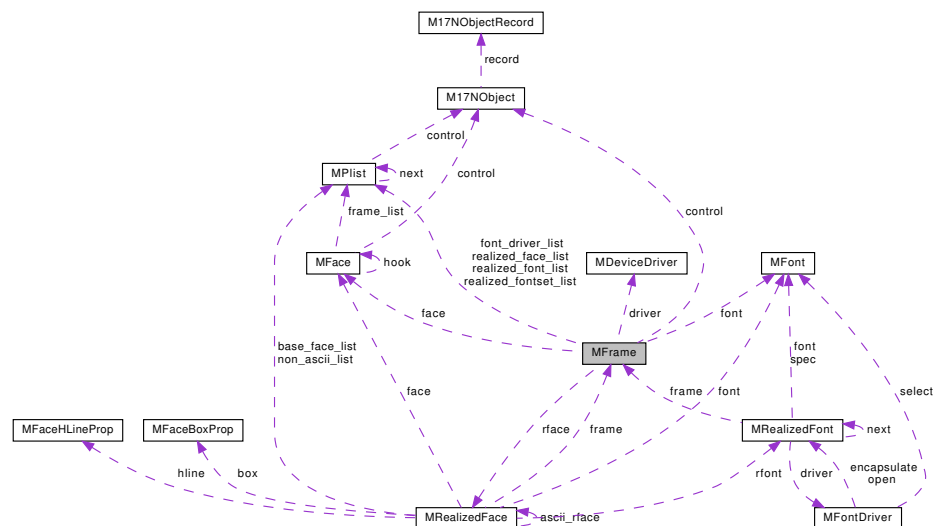 M17NObjectRecord
record
M17NObject
control
MPlist
next
control
frame_list
control
font_driver_list
realized_face_list
realized_font_list
realized_fontset_list
MFace
hook
MDeviceDriver
MFont
face
driver
font
base_face_list
non_ascii_list
MFrame
font
spec
face
frame
font
select
MFaceHLineProp
MFaceBoxProp
rface
frame
MRealizedFont
next
hline
box
rfont
driver
encapsulate
open
MRealizedFace
ascii_rface
MFontDriver